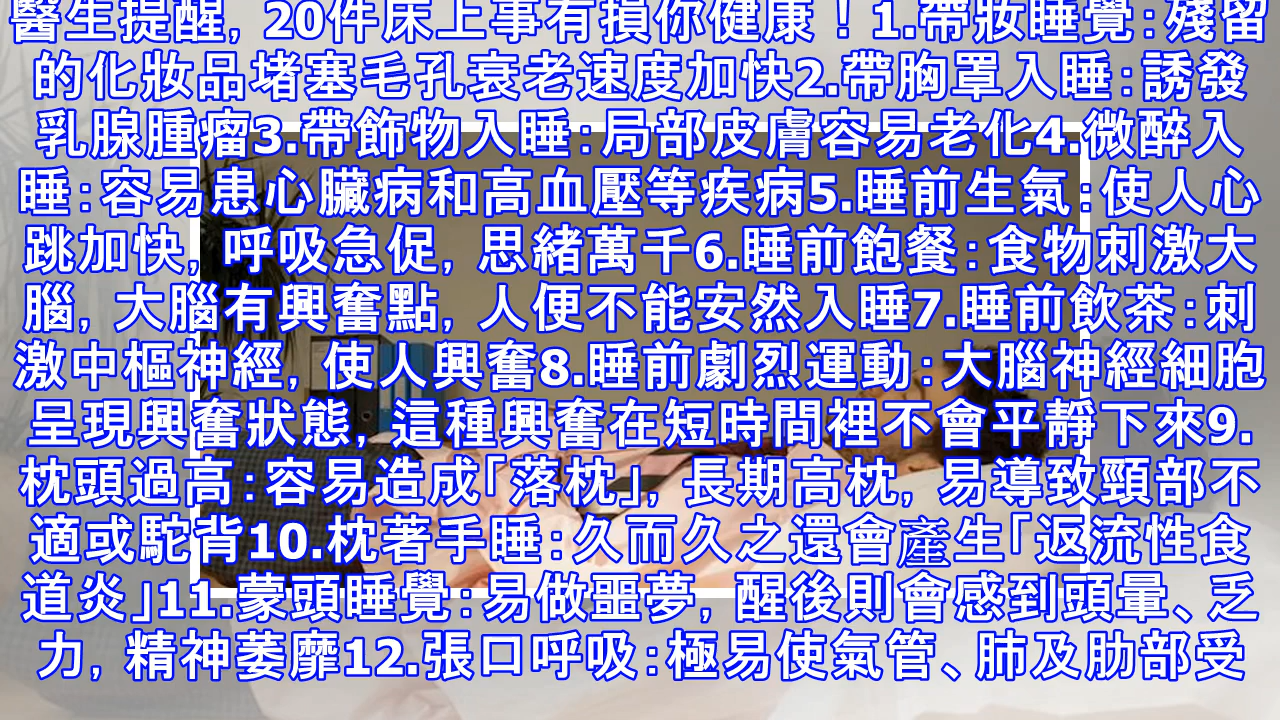 醫生提醒, 20件床上事有損你健康！1.帶妝睡覺:殘留
的化妝品堵塞毛孔衰老速度加快2.帶胸罩入睡:誘發
乳腺腫瘤3.帶飾物入睡:局部皮膚容易老化4.微醉入
睡:容易患心臟病和高血壓等疾病5.睡前生氣:使人心
跳加快, 呼吸急促, 思緒萬千6.睡前飽餐:食物刺激大
腦, 大腦有興奮點, 人便不能安然入睡7.睡前飲茶:刺
激中樞神經, 使人興奮8.睡前劇烈運動:大腦神經細胞
呈現興奮狀態, 這種興奮在短時間裡不會平靜下來9.
枕頭過高:容易造成「落枕」, 長期高枕, 易導致頸部不
適或駝背10.枕著手睡:久而久之還會產生「返流性食
道炎」11.蒙頭睡覺:易做噩夢, 醒後則會感到頭暈、乏
力, 精神萎靡12.張口呼吸:極易使氣管、肺及肋部受